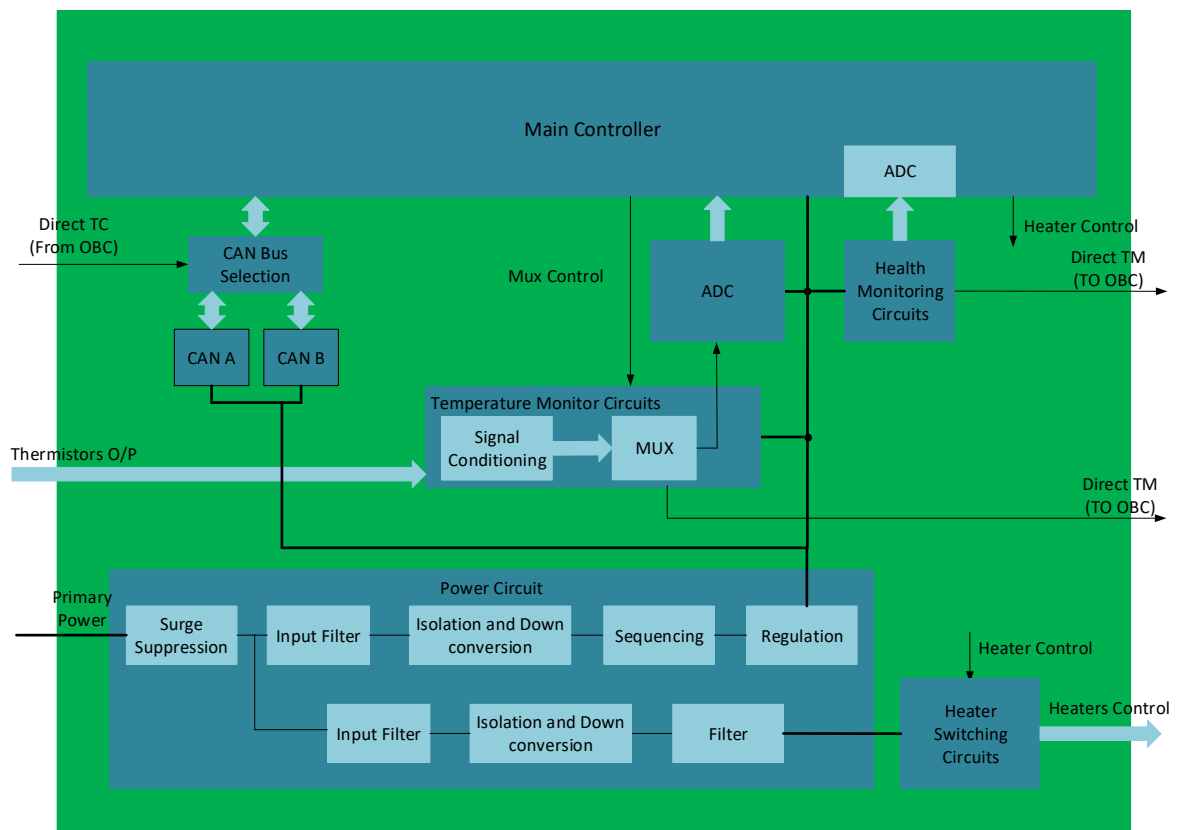 Main Controller
ADC
Direct TC
(From OBC)
CAN Bus
Selection
Mux Control
ADC
Health
Monitoring
Circuits
Heater Control
Direct TM
(TO OBC)
CAN A
CAN B
Temperature Monitor Circuits
Signal
Conditioning
MUX
Thermistors O/P
Direct TM
(TO OBC)
Power Circuit
Primary
Power
Surge
Suppression
Input Filter
Isolation and Down
conversion
Sequencing
Regulation
Input Filter
Isolation and Down
conversion
Filter
Heater Control
Heater
Switching
Circuits
Heaters Control